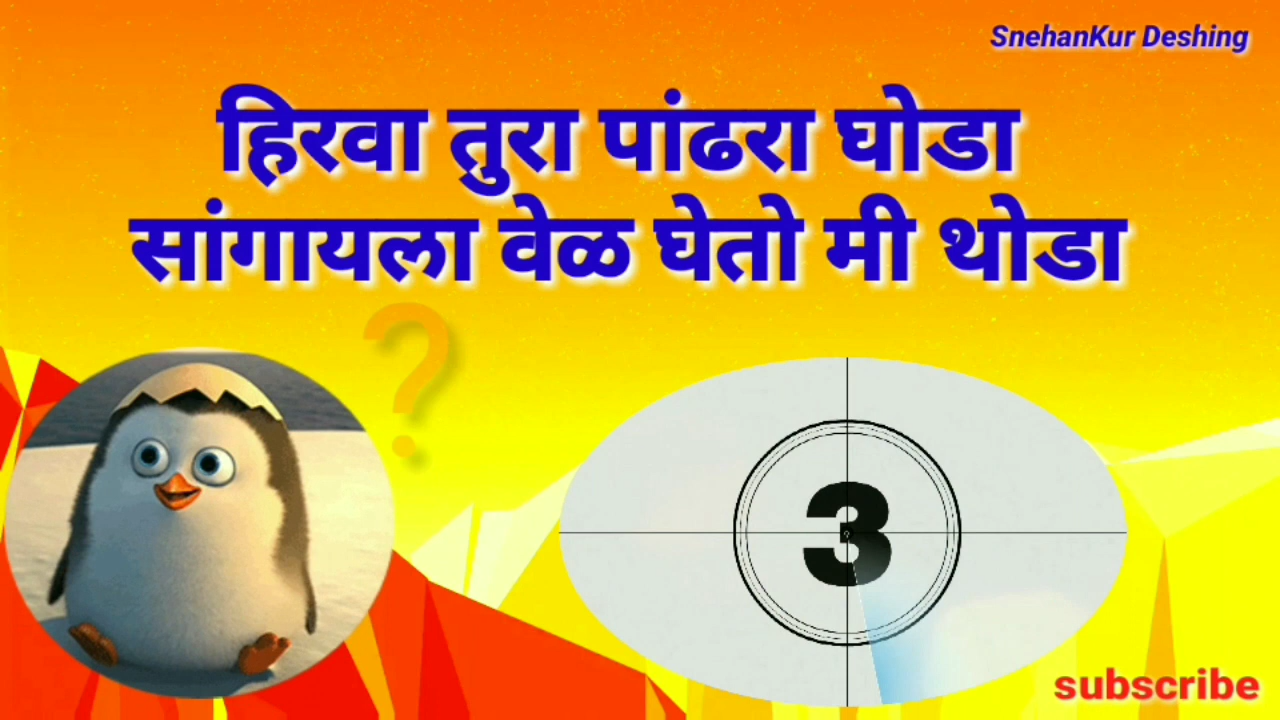 SnehanKur Deshing
हिरवा तुरा पांढरा घोडा
सांगायला वेळ घेतो मी थोडा
?
3
subscribe